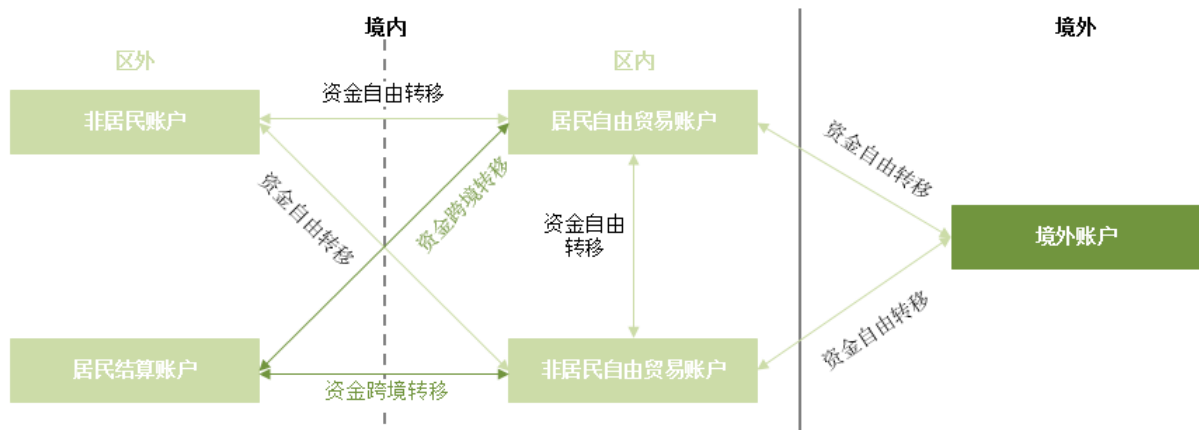 境内
境外
区外
区内
资金自由转移
非居民账户
居民自由贸易账户
资金自由转移
资金跨境转移
资金自由
转移
资金自由转移
境外账户
资金自由转移
居民结算账户
非居民自由贸易账户
资金跨境转移